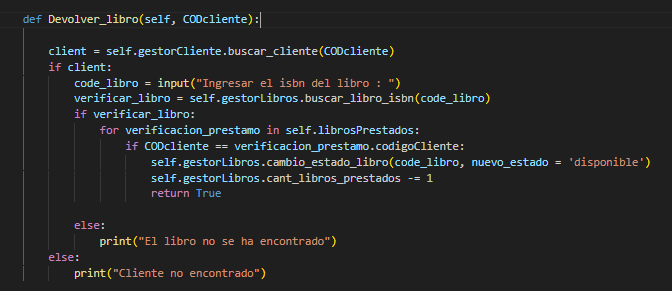 def Devolver_libro(self, CODcliente):
client = self.gestorCliente.buscar_cliente(CODcliente)
if client:
code_libro = input("Ingresar el isbn del libro : ")
verificar_libro = self.gestorLibros.buscar_libro_isbn(code_libro)
if verificar_libro:
for verificacion_prestamo in self.librosPrestados:
if CODcliente == verificacion_prestamo.codigoCliente:
self.gestorLibros.cambio_estado_libro(code_libro, nuevo_estado = 'disponible')
self.gestorLibros.cant_libros_prestados -= 1
return True
else:
print("El libro no se ha encontrado")
else:
print("Cliente no encontrado")